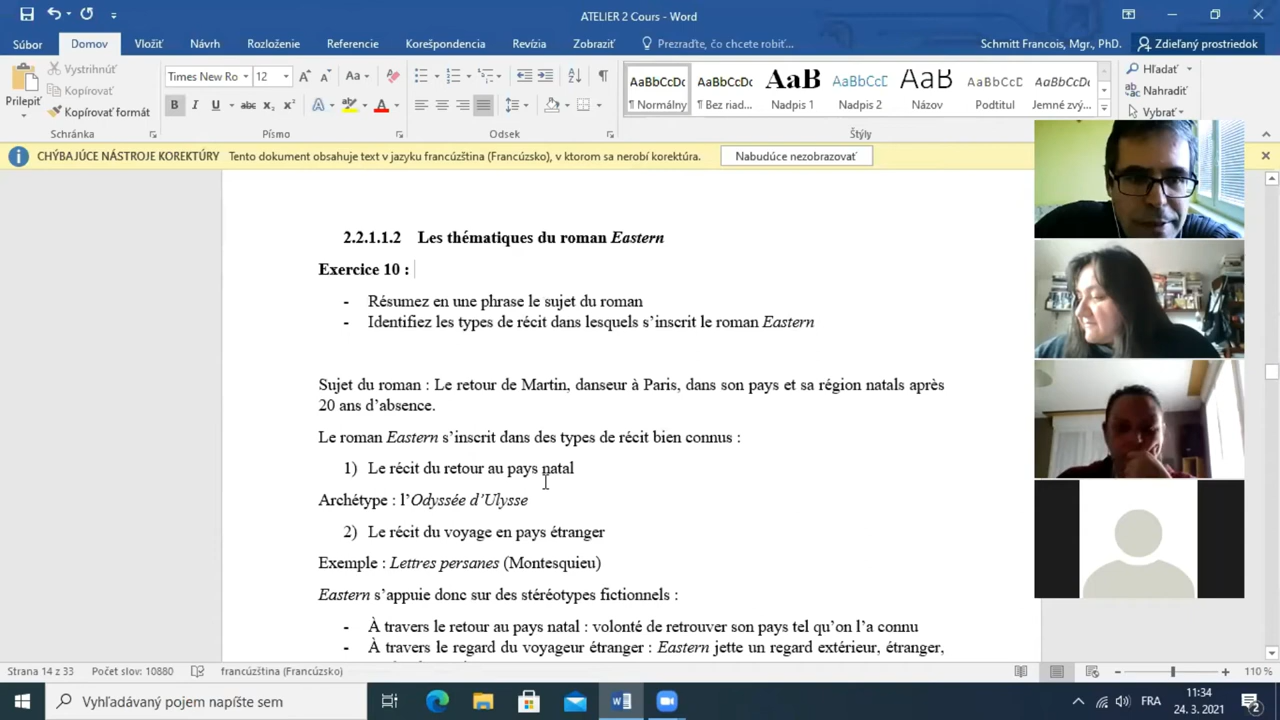 ATELIER 2 Cours - Word
Súbor Domov Vložiť Návrh Rozloženie Referencie Korešpondencia Revízia Zobraziť Prezraďte, čo chcete robiť... Schmitt Francois, Mgr., PhD. Zdieľaný prostriedok
Prilepiť
Vystrihnúť
Kopírovať
Kopírovať formát
Schránka
Times New Ro 12
Písmo
Odsek
AaBbCcDc AaBbCcDc AaB AaBbCcD AaB AaBbCcD AaBbCcDc
¶ Normálny ¶ Bez riad... Nadpis 1 Nadpis 2 Názov Podtitul Jemné zvý...
Štýly
Hľadať
Nahradiť
Vybrať
CHÝBAJÚCE NÁSTROJE KOREKTÚRY Tento dokument obsahuje text v jazyku francúzština (Francúzsko), v ktorom sa nerobí korektúra. Nabudúce nezobrazovať
2.2.1.1.2 Les thématiques du roman Eastern
Exercice 10 :
- Résumez en une phrase le sujet du roman
- Identifiez les types de récit dans lesquels s’inscrit le roman Eastern
Sujet du roman : Le retour de Martin, danseur à Paris, dans son pays et sa région natals après
20 ans d’absence.
Le roman Eastern s’inscrit dans des types de récit bien connus :
1) Le récit du retour au pays natal
Archétype : l’Odyssée d’Ulysse
2) Le récit du voyage en pays étranger
Exemple : Lettres persanes (Montesquieu)
Eastern s’appuie donc sur des stéréotypes fictionnels :
- À travers le retour au pays natal : volonté de retrouver son pays tel qu’on l’a connu
- À travers le regard du voyageur étranger : Eastern jette un regard extérieur, étranger,
Strana 14 z 33 Počet slov: 10880 francúzština (Francúzsko) 110 %
Vyhľadávaný pojem napíšte sem
FRA
11:34
24. 3. 2021
2